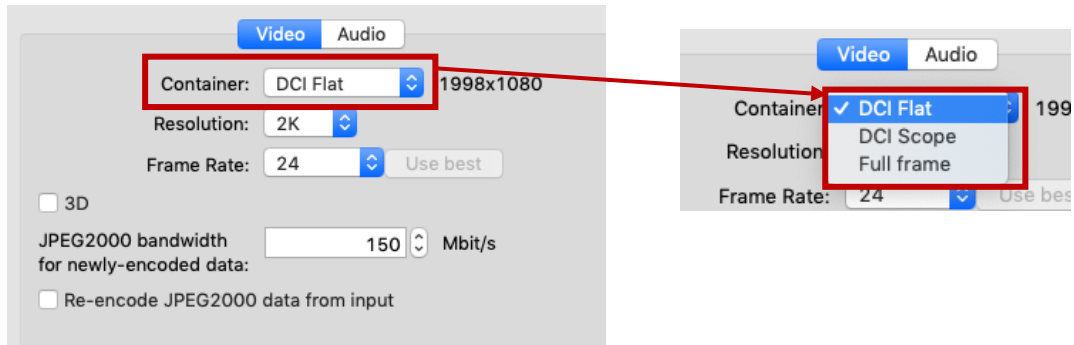 Video Audio
Container: DCI Flat 1998x1080
Resolution: 2K
Frame Rate: 24 Use best
3D
JPEG2000 bandwidth
for newly-encoded data: 150 Mbit/s
Re-encode JPEG2000 data from input
Video Audio
Container DCI Flat 199
DCI Scope
Resolution
Full frame
Frame Rate: 24 Use bes